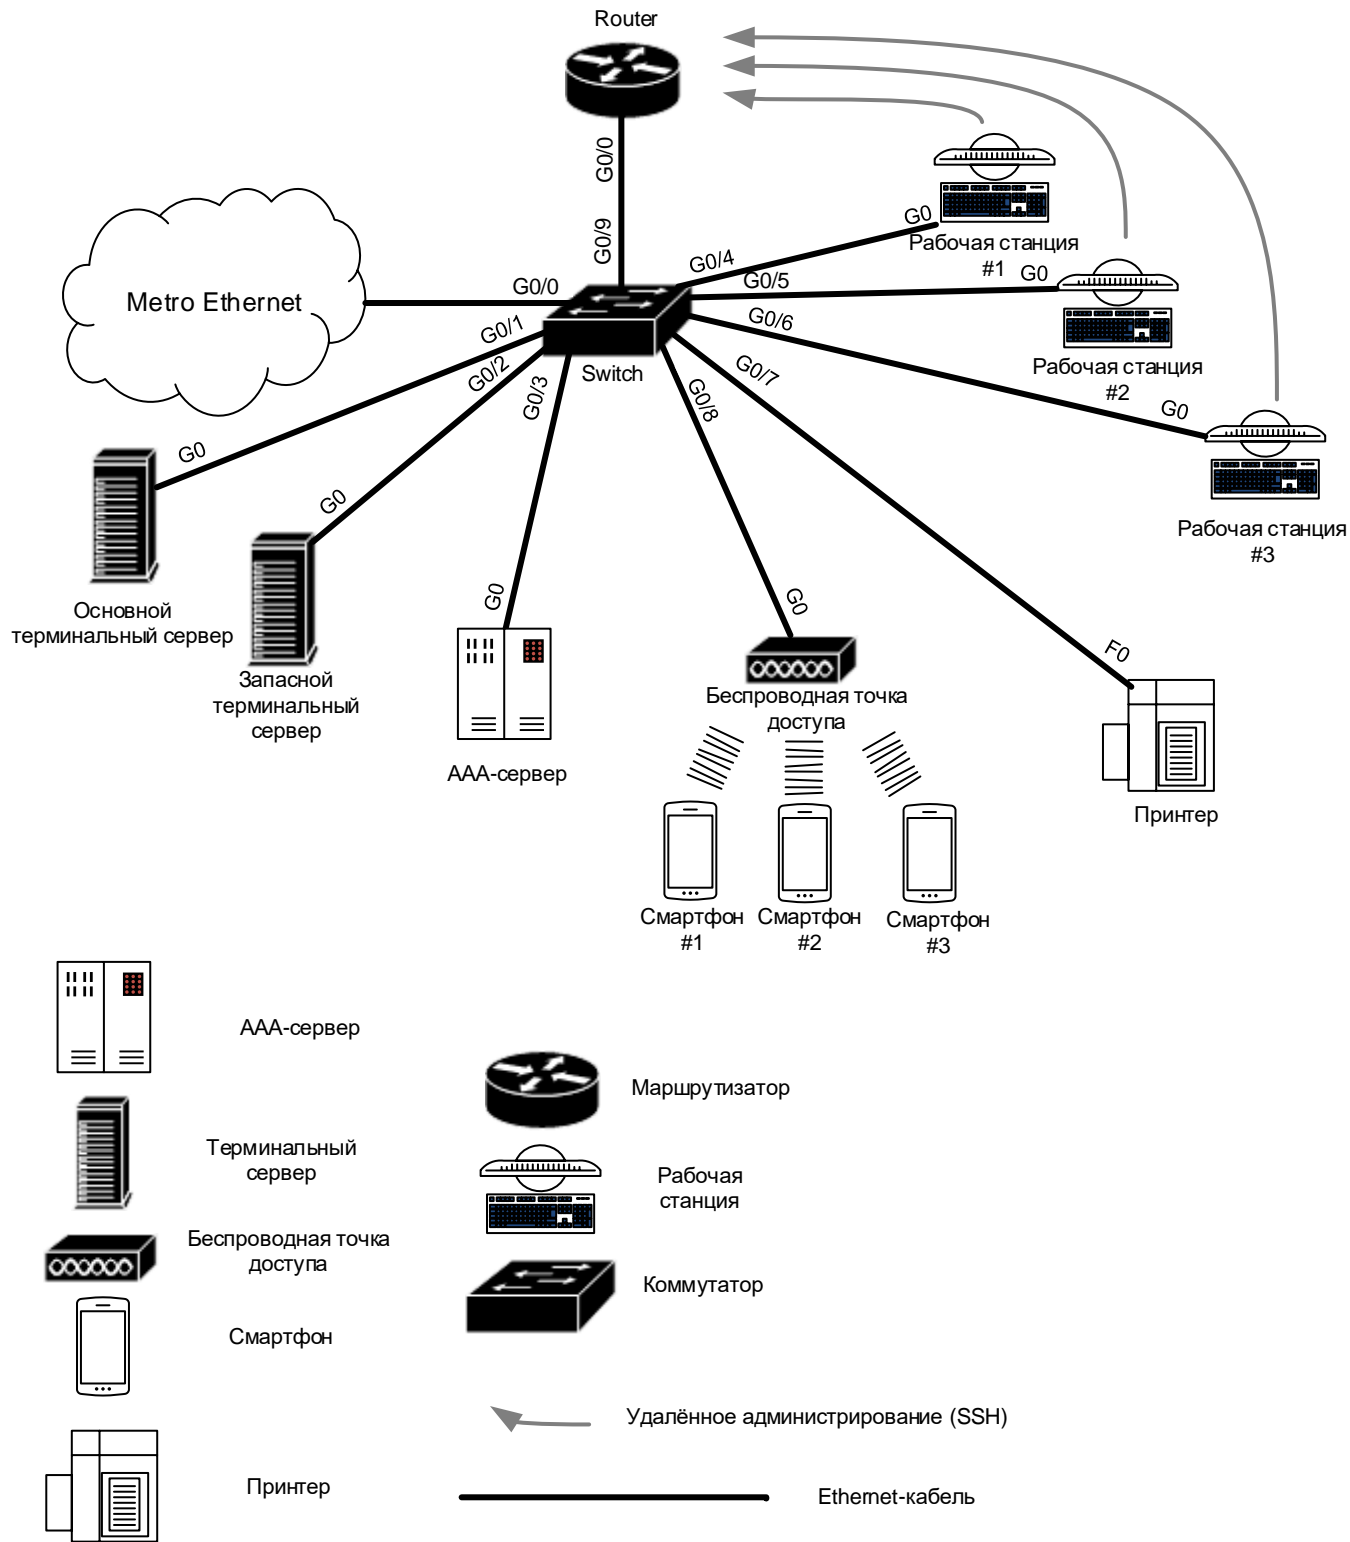 Router
G0/0
G0/9
G0
Рабочая станция
#1
G0/4
G0/5
G0
Metro Ethernet
G0/0
G0/1
G0/2
G0/3
Switch
G0/6
G0/7
G0/8
Рабочая станция
#2
G0
Рабочая станция
#3
G0
G0
G0
G0
F0
Основной
терминальный сервер
Запасной
терминальный
сервер
ААА-сервер
Беспроводная точка
доступа
Принтер
Смартфон
#1
Смартфон
#2
Смартфон
#3
ААА-сервер
Маршрутизатор
Терминальный
сервер
Рабочая
станция
Беспроводная точка
доступа
Коммутатор
Смартфон
Удалённое администрирование (SSH)
Принтер
Ethernet-кабель